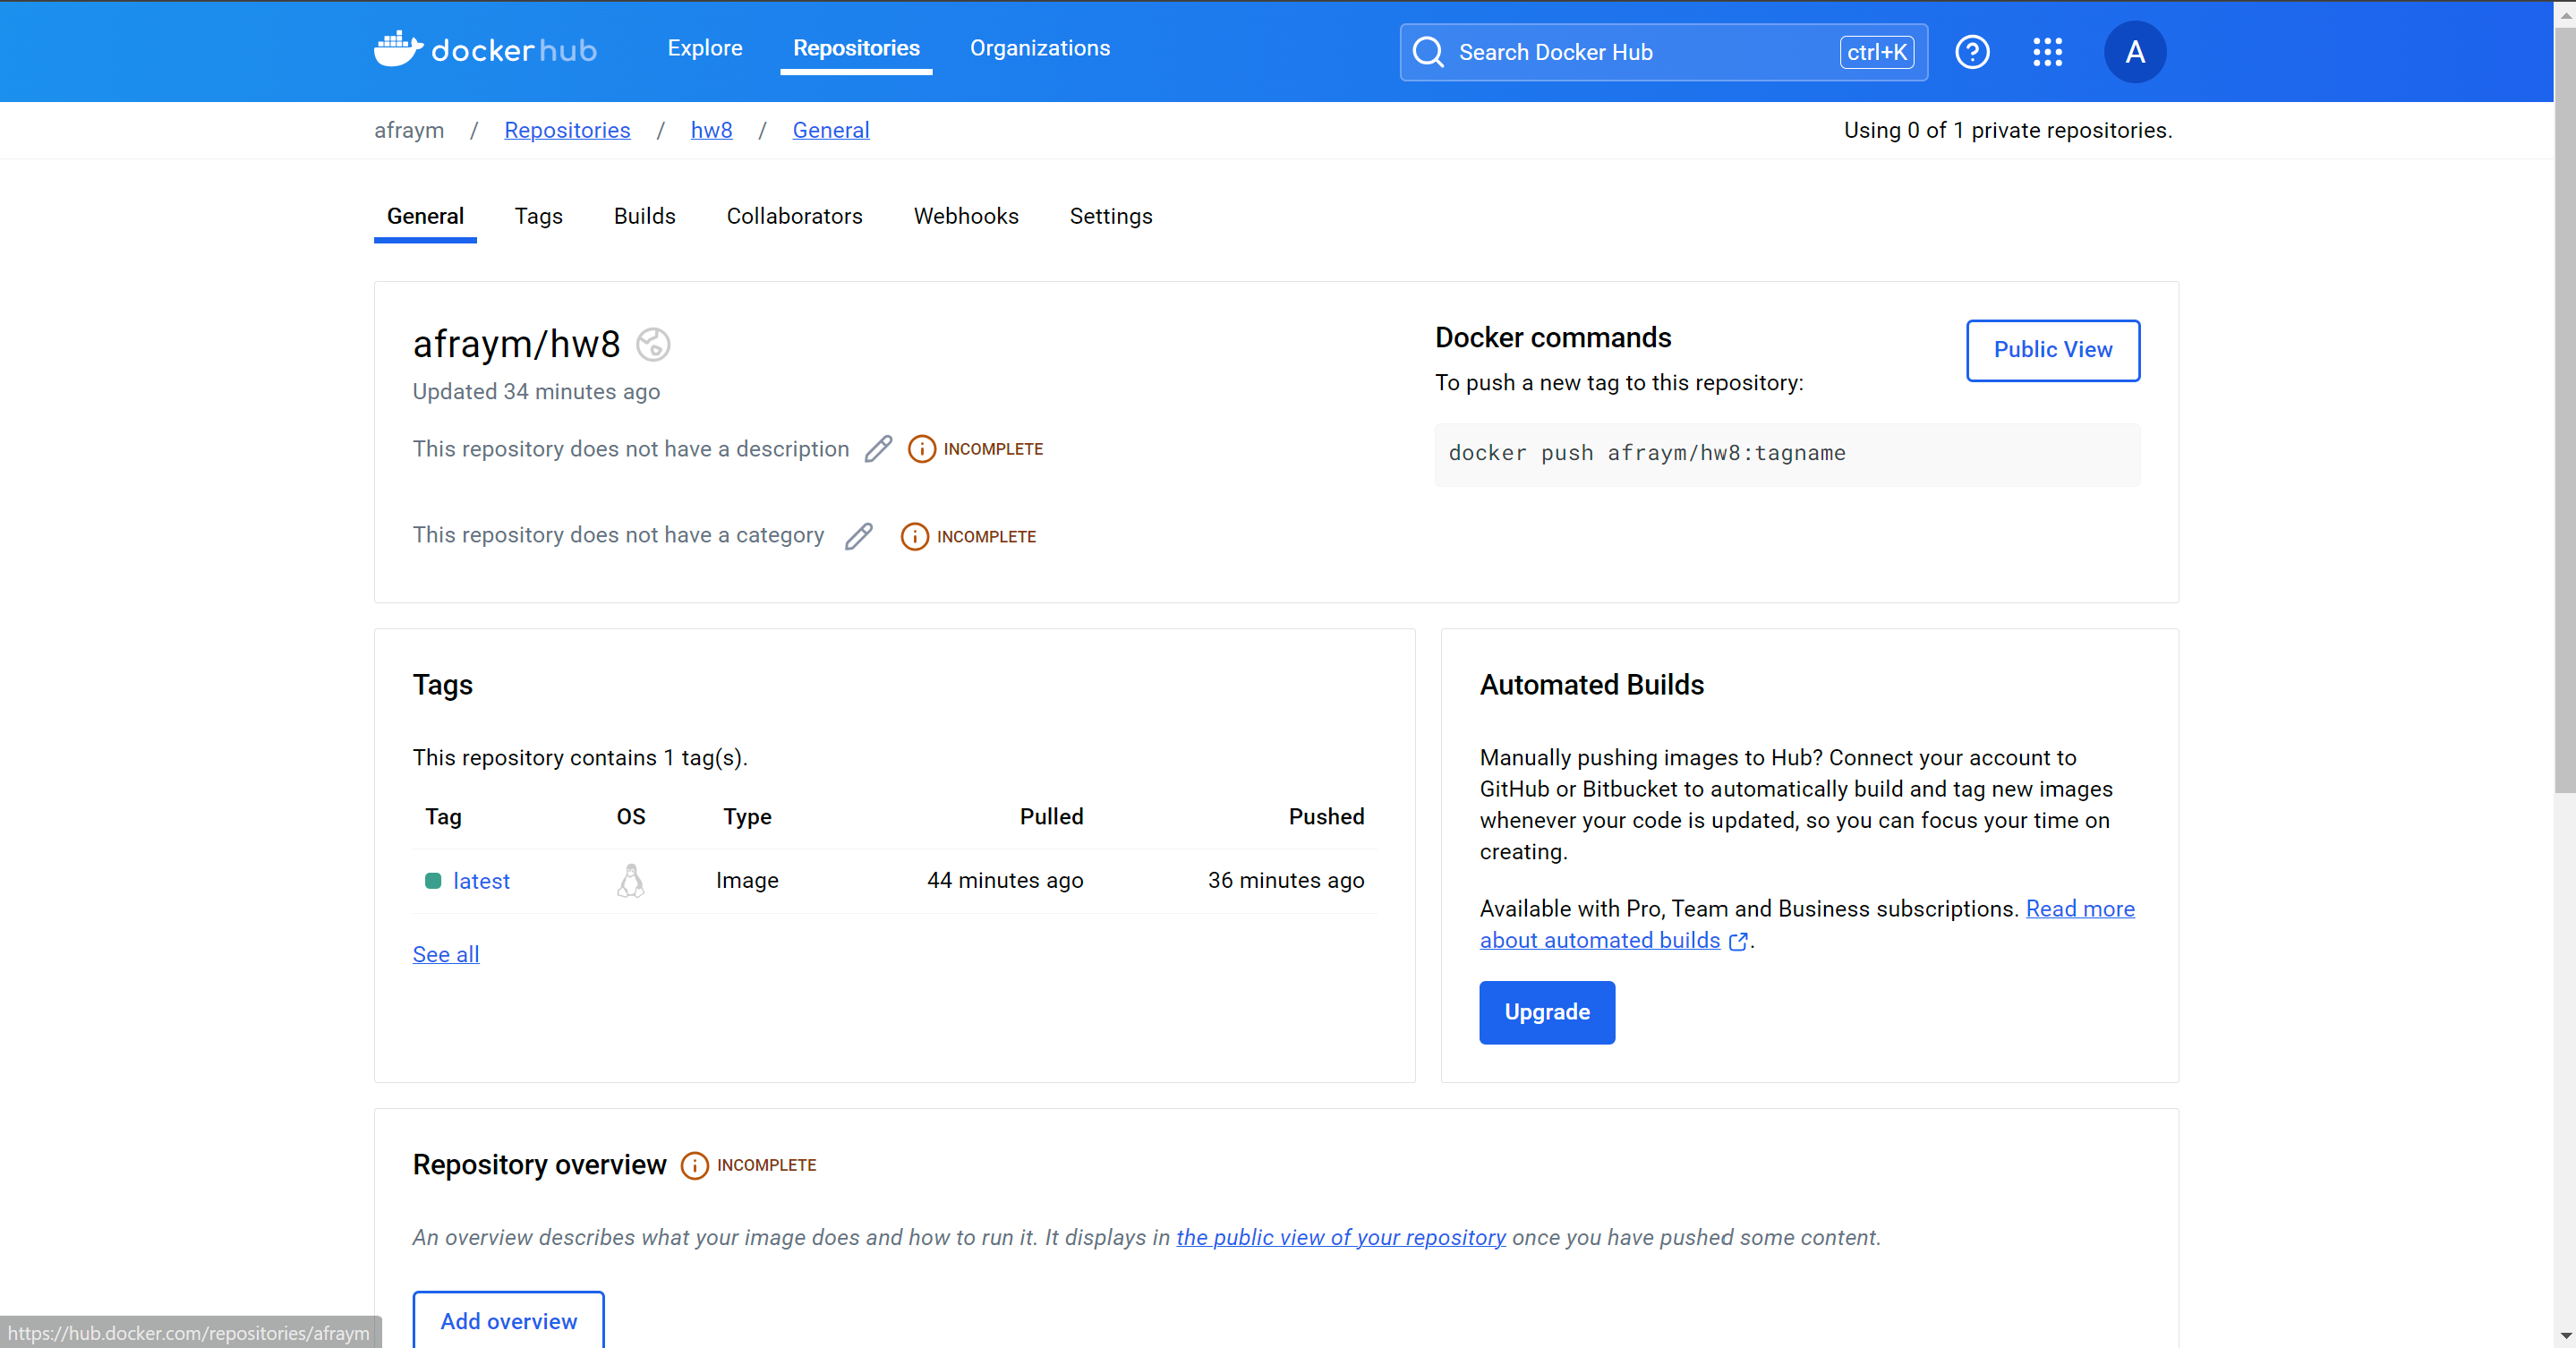 dockerhub
Explore
Repositories
Organizations
Search Docker Hub
ctrl+K
A
afraym / Repositories / hw8 / General
Using 0 of 1 private repositories.
General
Tags
Builds
Collaborators
Webhooks
Settings
afraym/hw8
Updated 34 minutes ago
This repository does not have a description INCOMPLETE
This repository does not have a category INCOMPLETE
Docker commands
Public View
To push a new tag to this repository:
docker push afraym/hw8:tagname
Tags
This repository contains 1 tag(s).
Tag OS Type Pulled Pushed
latest Image 44 minutes ago 36 minutes ago
See all
Automated Builds
Manually pushing images to Hub? Connect your account to
GitHub or Bitbucket to automatically build and tag new images
whenever your code is updated, so you can focus your time on
creating.
Available with Pro, Team and Business subscriptions. Read more
about automated builds .
Upgrade
Repository overview INCOMPLETE
An overview describes what your image does and how to run it. It displays in the public view of your repository once you have pushed some content.
Add overview
https://hub.docker.com/repositories/afraym